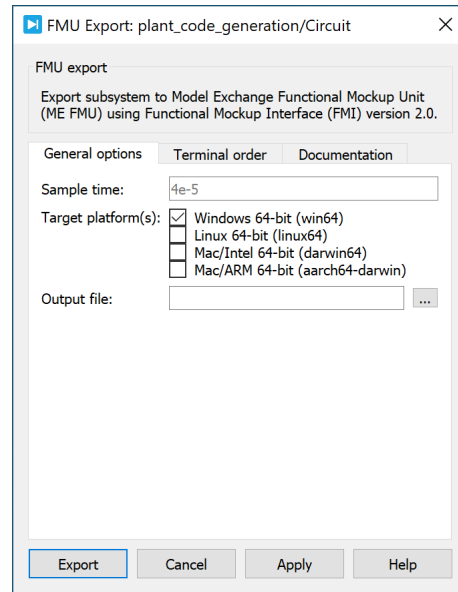 FMU Export: plant_code_generation/Circuit
FMU export
Export subsystem to Model Exchange Functional Mockup Unit
(ME FMU) using Functional Mockup Interface (FMI) version 2.0.
General options
Terminal order
Documentation
Sample time:
4e-5
Target platform(s):
Windows 64-bit (win64)
Linux 64-bit (linux64)
Mac/Intel 64-bit (darwin64)
Mac/ARM 64-bit (aarch64-darwin)
Output file:
...
Export
Cancel
Apply
Help